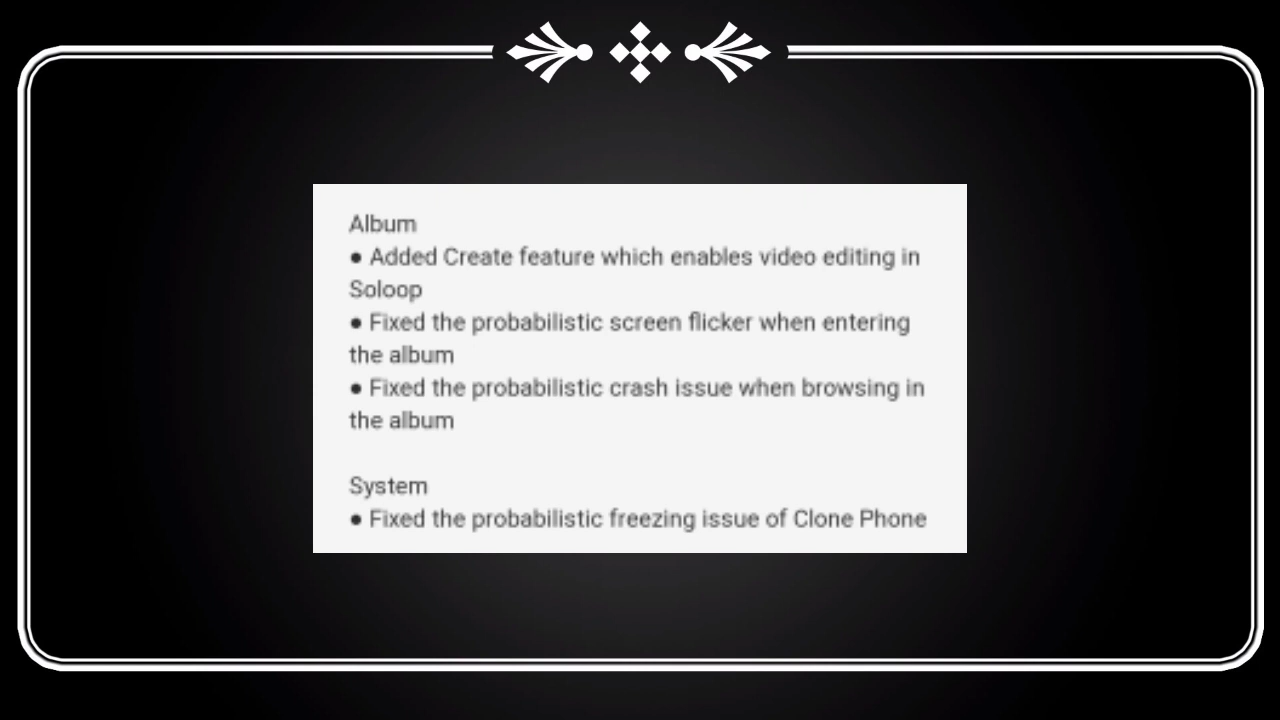 Album
● Added Create feature which enables video editing in
Soloop
● Fixed the probabilistic screen flicker when entering
the album
● Fixed the probabilistic crash issue when browsing in
the album
System
● Fixed the probabilistic freezing issue of Clone Phone